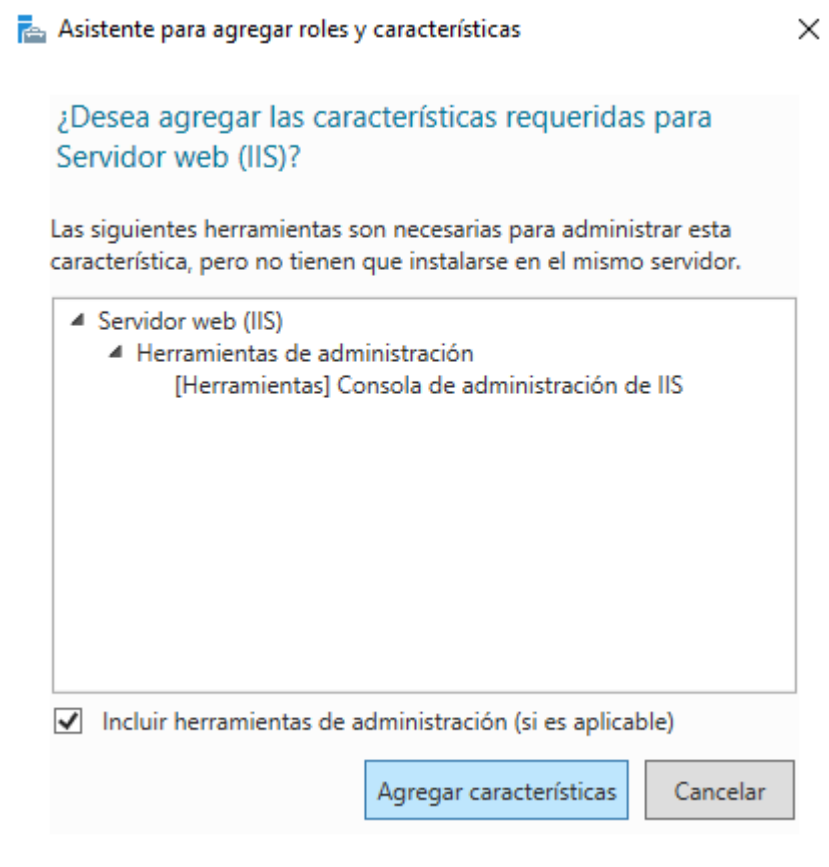 Asistente para agregar roles y características
¿Desea agregar las características requeridas para
Servidor web (IIS)?
Las siguientes herramientas son necesarias para administrar esta
característica, pero no tienen que instalarse en el mismo servidor.
Servidor web (IIS)
Herramientas de administración
[Herramientas] Consola de administración de IIS
Incluir herramientas de administración (si es aplicable)
Agregar características
Cancelar